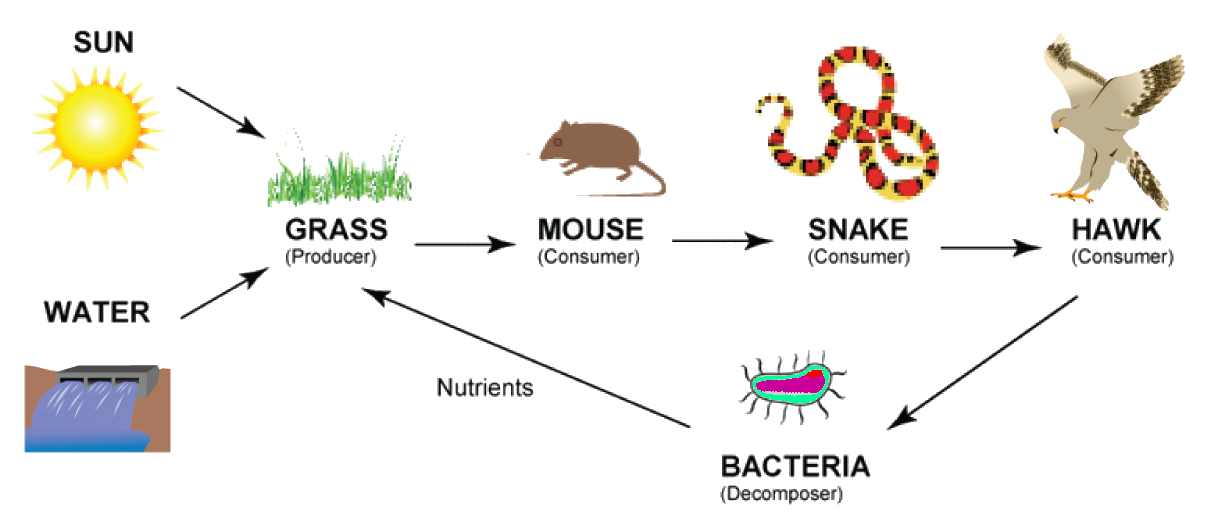 SUN
GRASS
(Producer)
MOUSE
(Consumer)
SNAKE
(Consumer)
HAWK
(Consumer)
WATER
Nutrients
BACTERIA
(Decomposer)